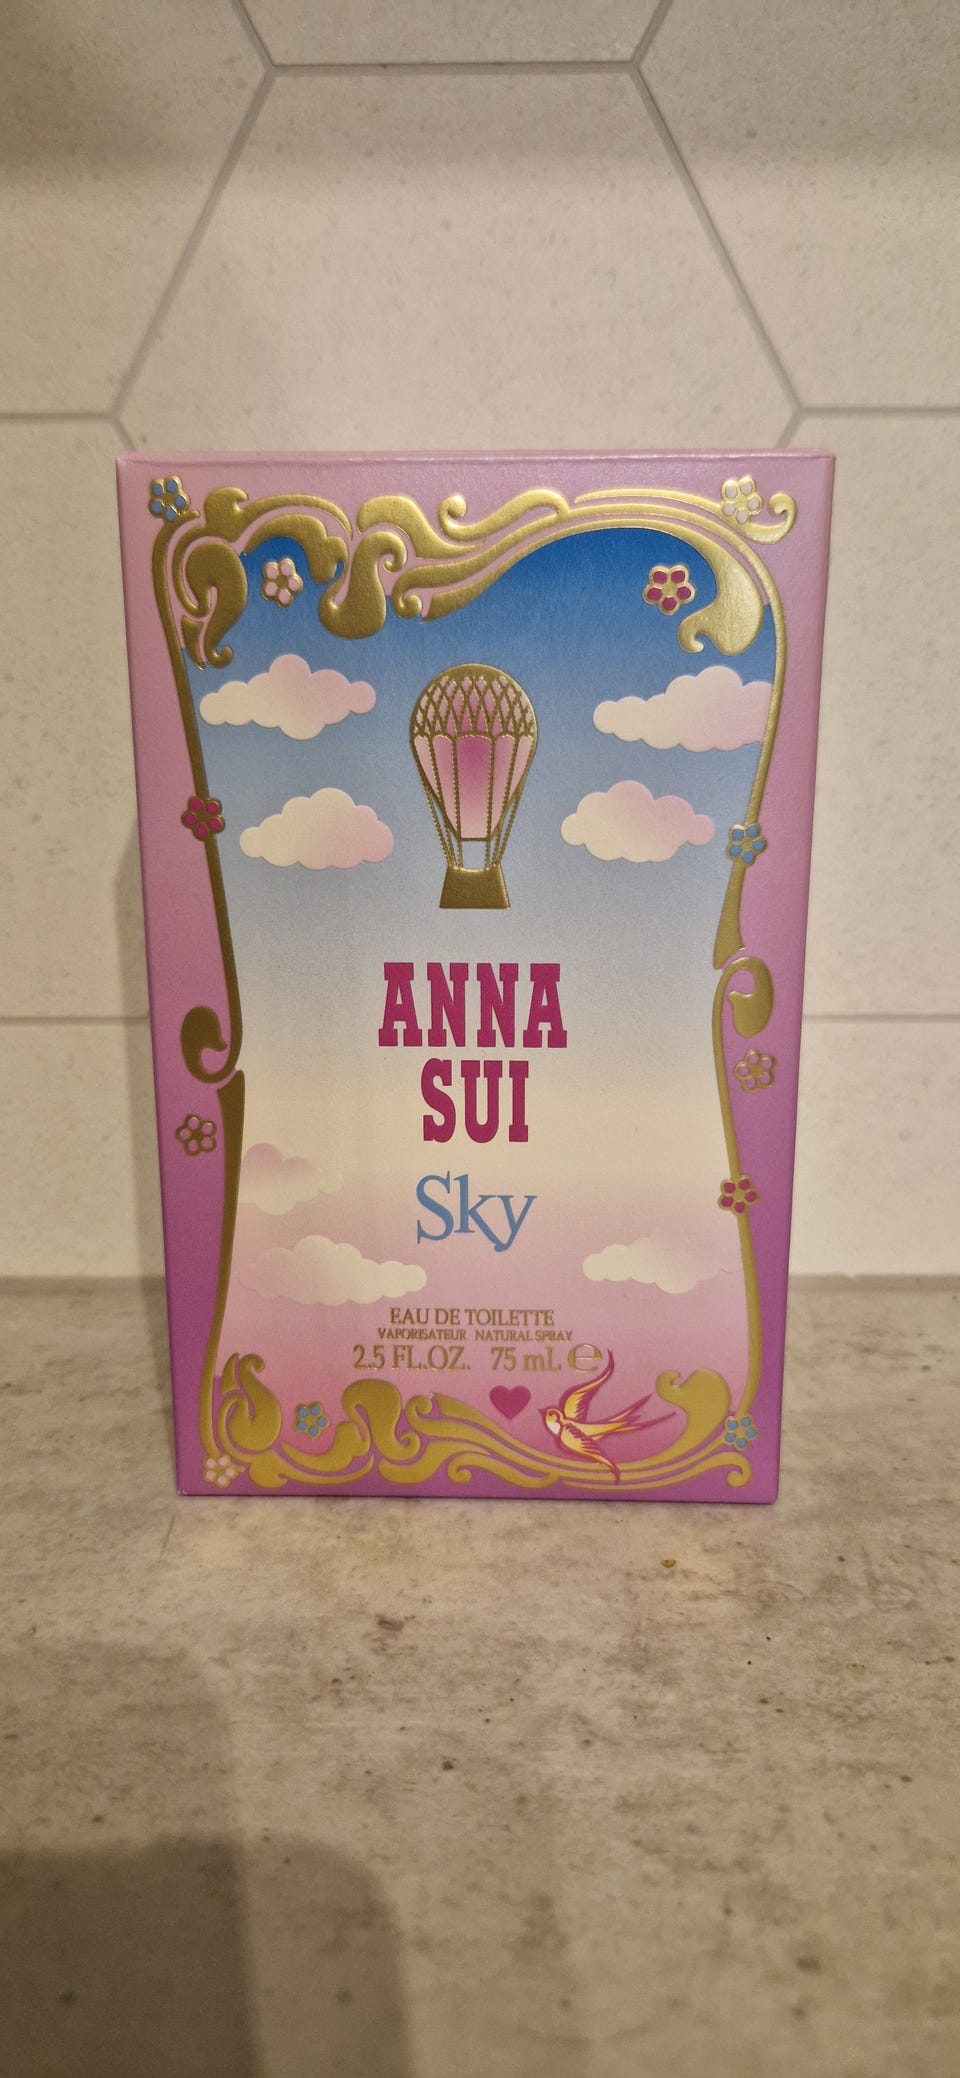 ANNA
SUI
Sky
EAU DE TOILETTE
VAPORISATEUR NATURAL SPRAY
2.5 FL.OZ. 75 mL ℮